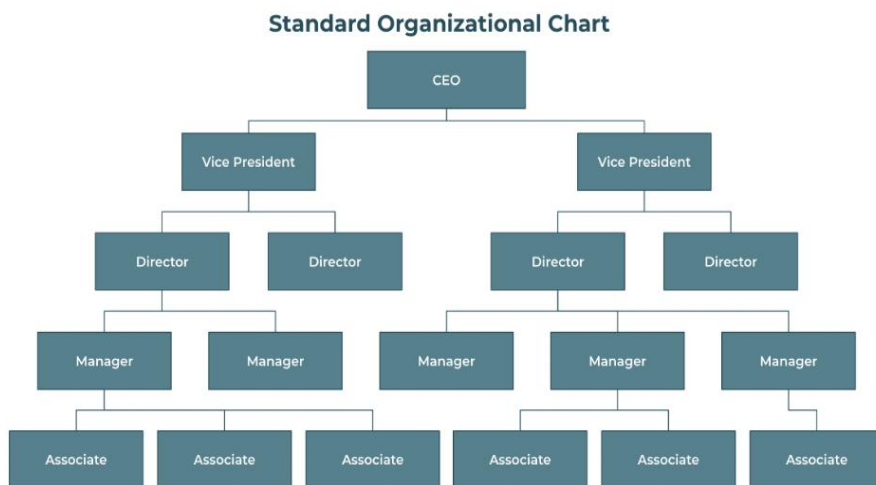 Standard Organizational Chart
CEO
Vice President
Vice President
Director
Director
Director
Director
Manager
Manager
Manager
Manager
Manager
Associate
Associate
Associate
Associate
Associate
Associate